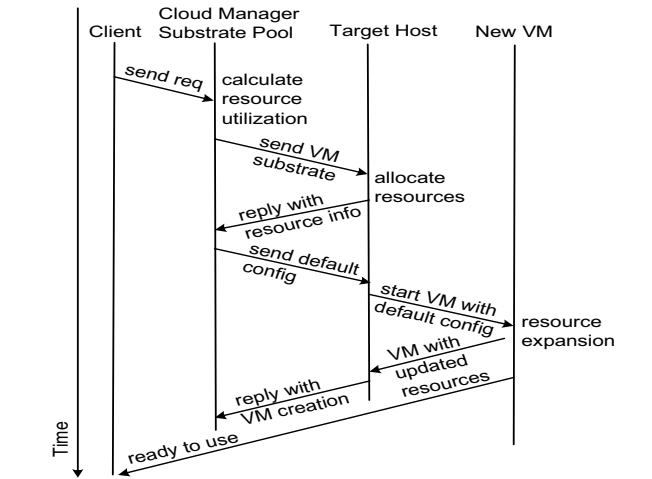 Cloud Manager
Client
Substrate Pool
Target Host
New VM
send req
calculate
resource
utilization
send VM
substrate
allocate
resources
reply with
resource info
send default
config
start VM with
default config
resource
expansion
VM with
updated
resources
reply with
VM creation
ready to use
Time